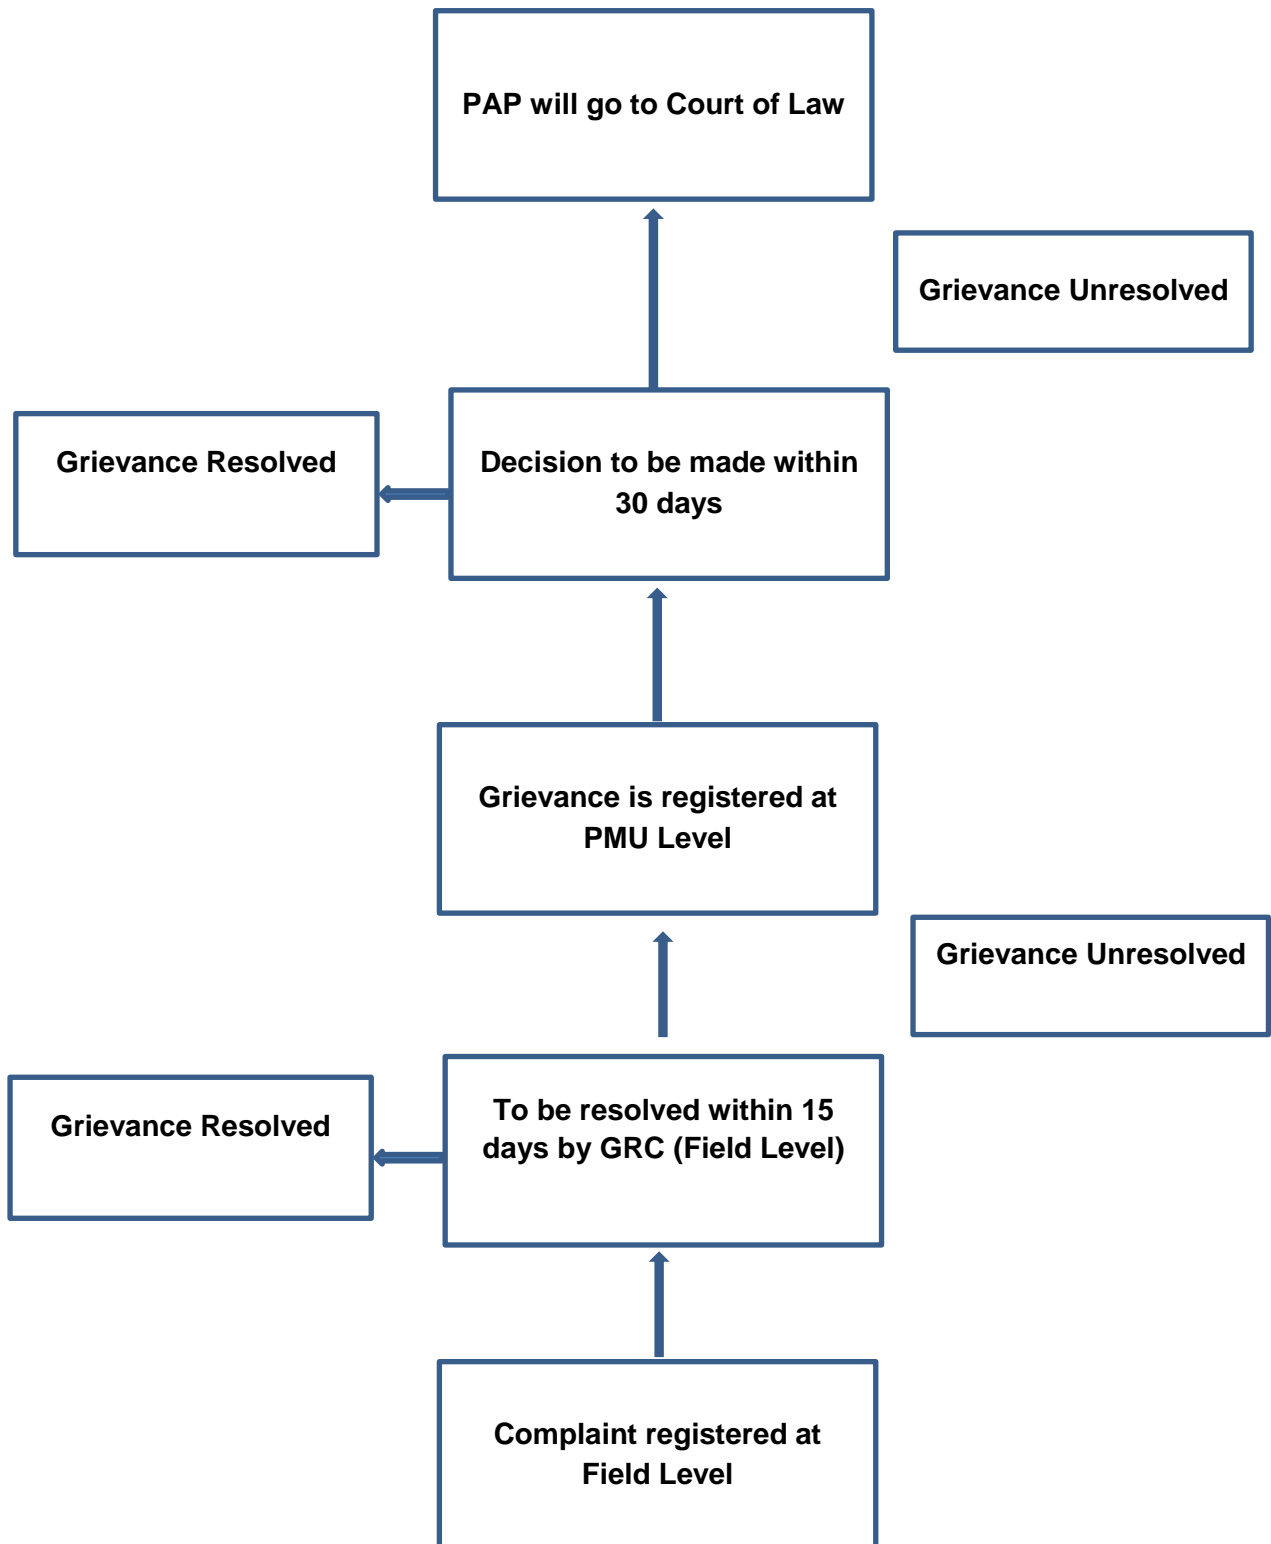 PAP will go to Court of Law
Grievance Unresolved
Grievance Resolved
Decision to be made within
30 days
Grievance is registered at
PMU Level
Grievance Unresolved
Grievance Resolved
To be resolved within 15
days by GRC (Field Level)
Complaint registered at
Field Level